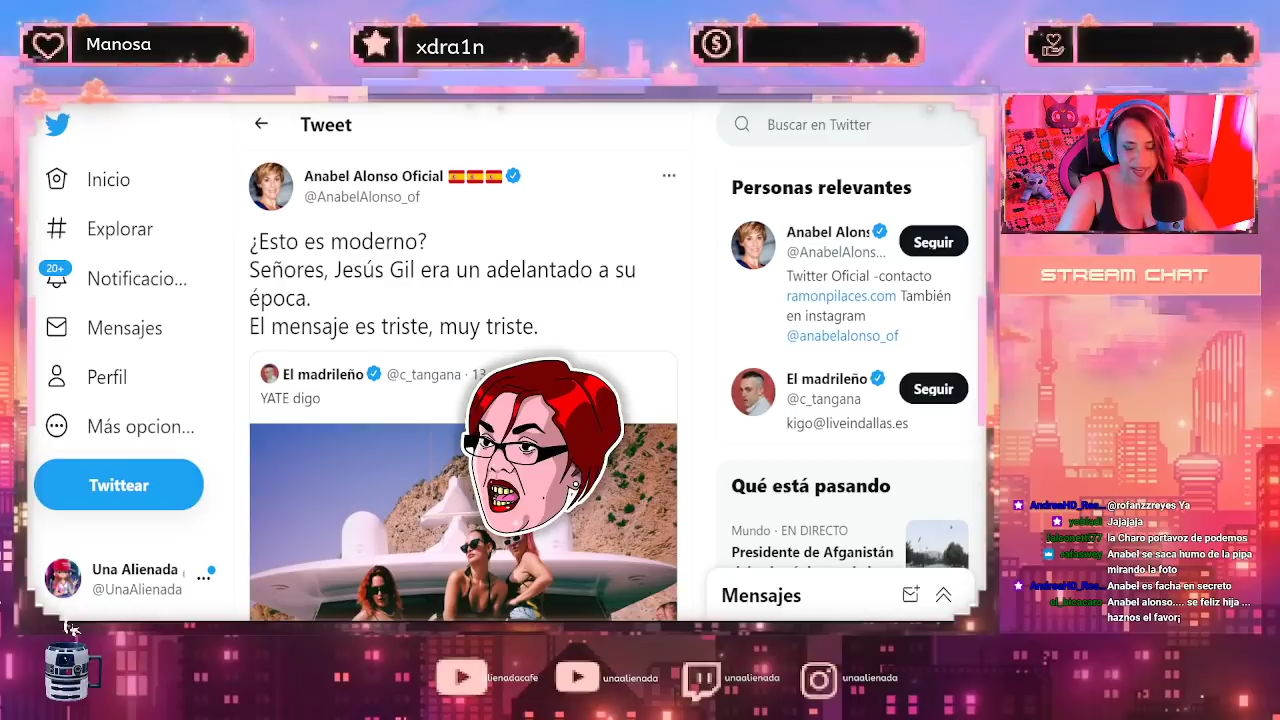 Manosa
xdra1n
Tweet
Buscar en Twitter
Inicio
Explorar
20+
Notificacio...
Mensajes
Perfil
Más opcion...
Twittear
Una Alienada
@UnaAlienada
Anabel Alonso Oficial
@AnabelAlonso_of
¿Esto es moderno?
Señores, Jesús Gil era un adelantado a su
época.
El mensaje es triste, muy triste.
El madrileño @c_tangana · 13
YATE digo
Personas relevantes
Anabel Alons
@AnabelAlons...
Seguir
Twitter Oficial -contacto
ramonpilaces.com También
en instagram
@anabelalonso_of
El madrileño
@c_tangana
Seguir
kigo@liveindallas.es
Qué está pasando
Mundo · EN DIRECTO
Presidente de Afganistán
Mensajes
STREAM CHAT
AndreaHD_Res... @rofanzzreyes Ya
Jajajaja
la Charo portavoz de podemos
Anabel se saca humo de la pipa
mirando la foto
AndreaHD_Res... Anabel es facha en secreto
Anabel alonso.... se feliz hija ...
haznos el favor¡
lienadacafe
unaalienada
unaalienada
unaalienada